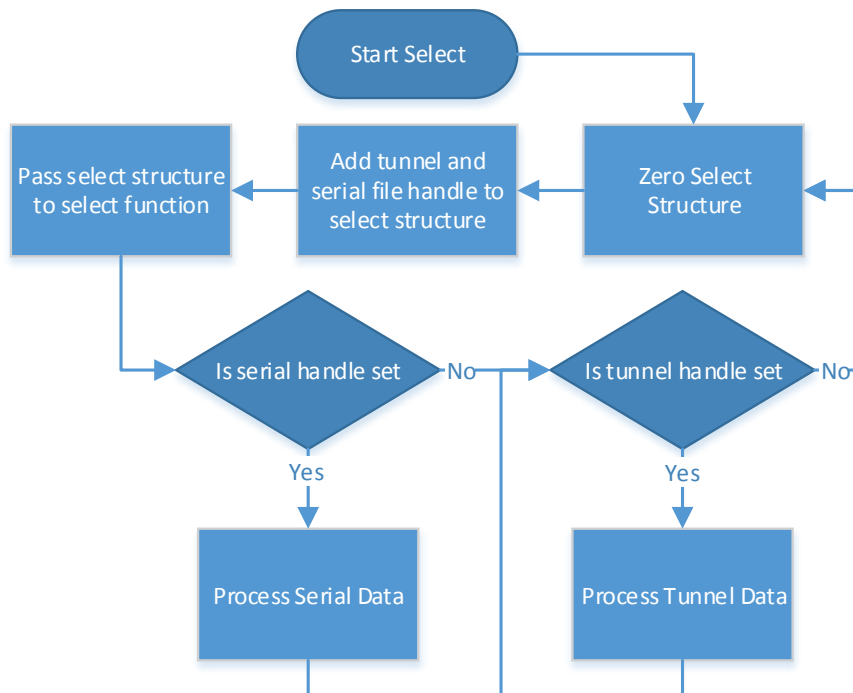 Start Select
Pass select structure
to select function
Add tunnel and
serial file handle to
select structure
Zero Select
Structure
Is serial handle set
No
Is tunnel handle set
No
Yes
Yes
Process Serial Data
Process Tunnel Data